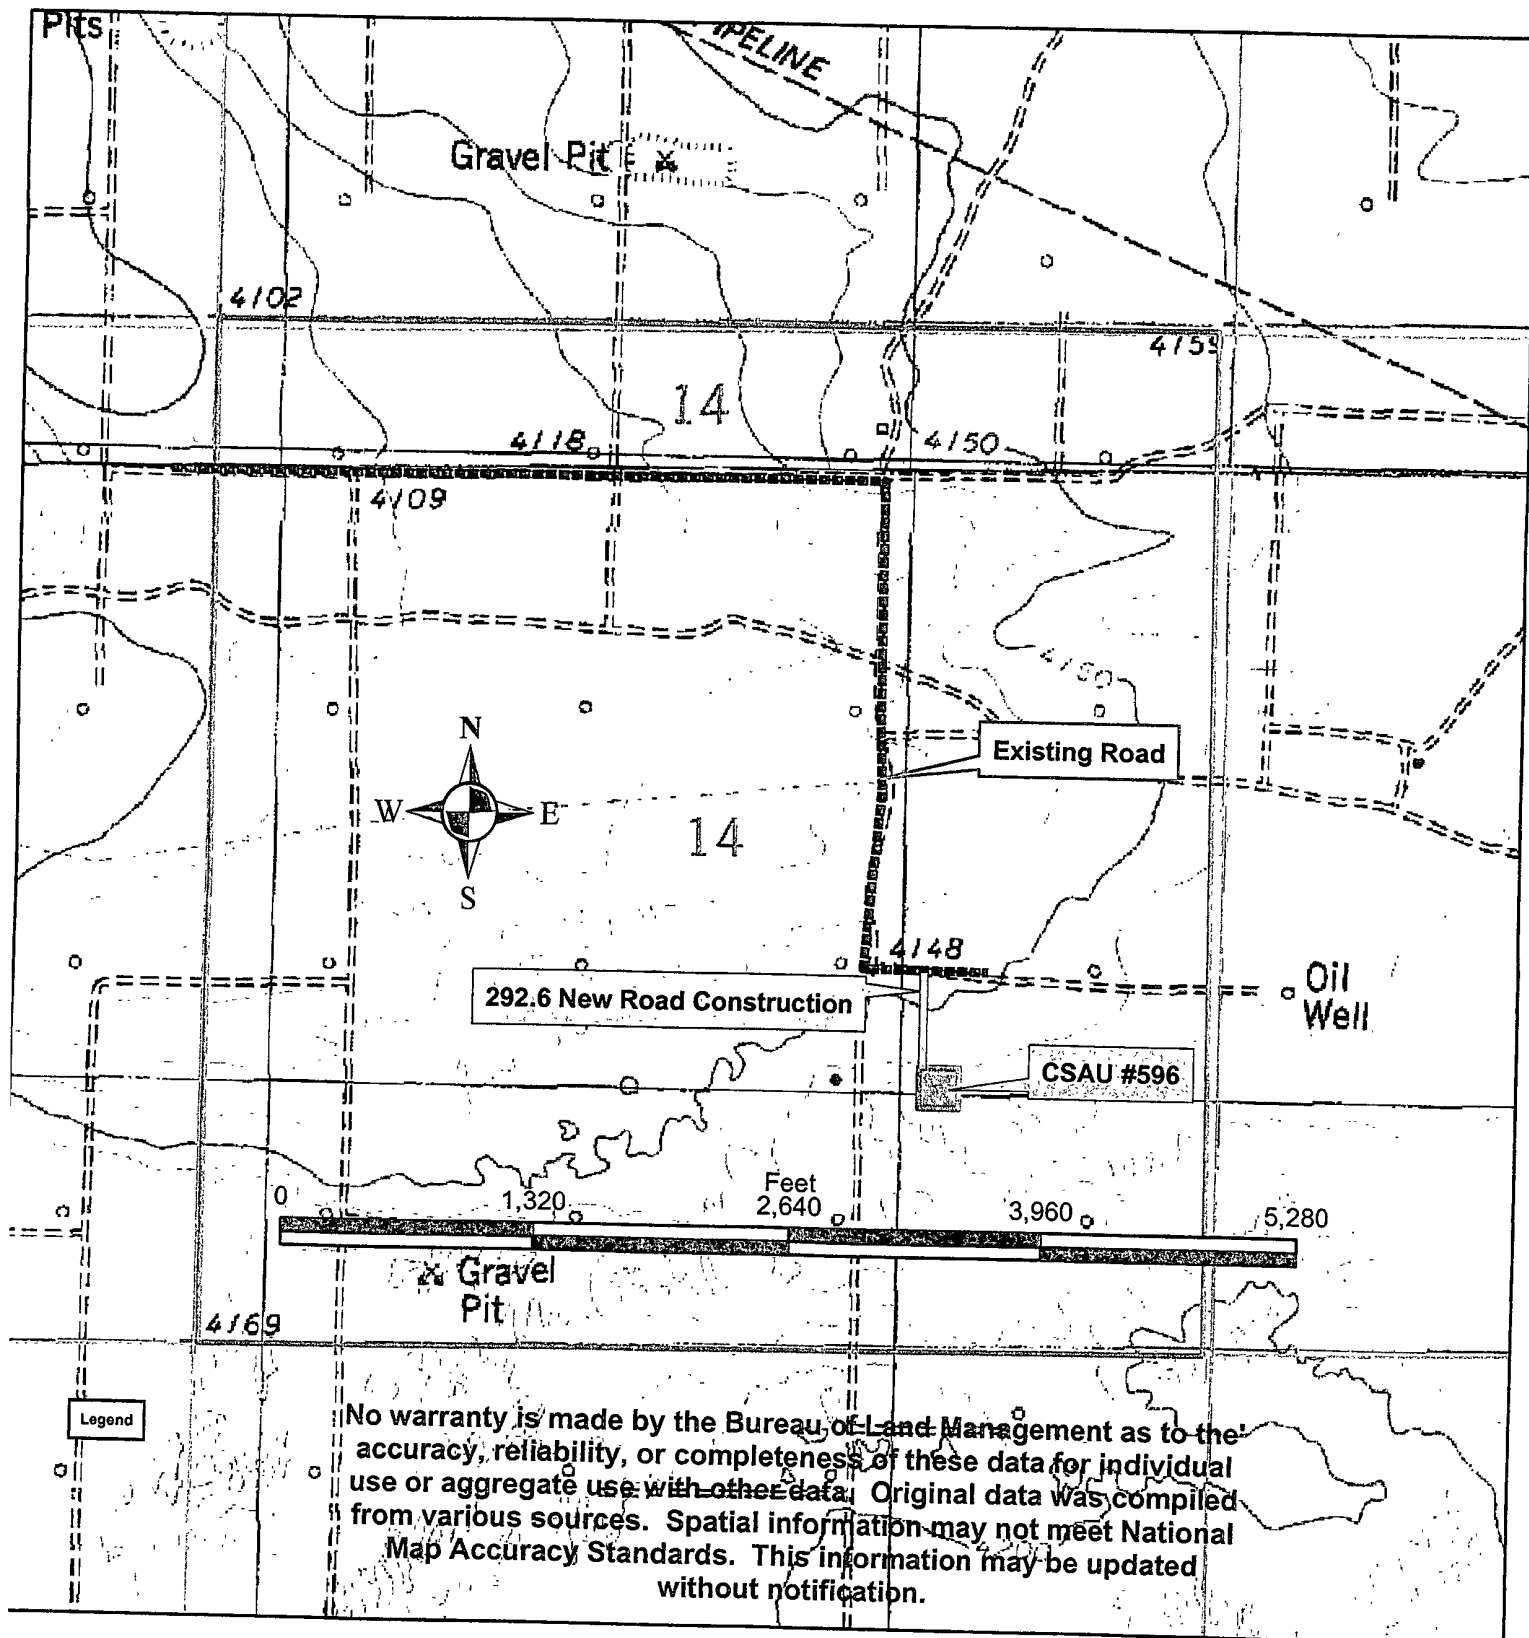 Pits
PIPELINE
Gravel Pit
4102
4159
14
4118
4150
4109
4150
N
Existing Road
W
E
14
S
4148
292.6 New Road Construction
Oil
Well
CSAU #596
Feet
0
1,320
2,640
3,960
5,280
Gravel
Pit
4169
Legend
No warranty is made by the Bureau of Land Management as to the
accuracy, reliability, or completeness of these data for individual
use or aggregate use with other data. Original data was compiled
from various sources. Spatial information may not meet National
Map Accuracy Standards. This information may be updated
without notification.